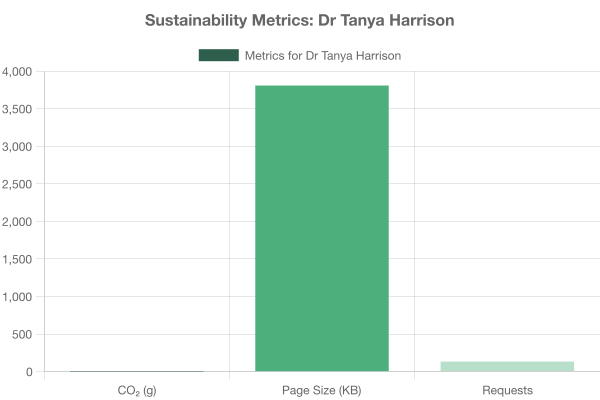 Sustainability Metrics: Dr Tanya Harrison
Metrics for Dr Tanya Harrison
4,000
3,500
3,000
2,500
2,000
1,500
1,000
500
0
CO₂ (g)
Page Size (KB)
Requests